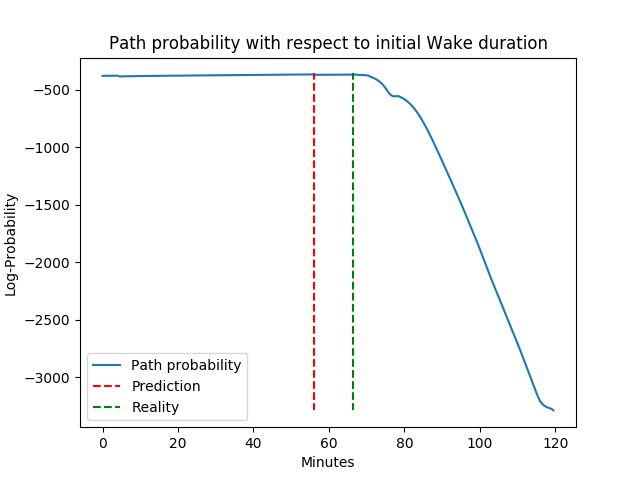 Path probability with respect to initial Wake duration
Log-Probability
−500
−1000
−1500
−2000
−2500
−3000
Path probability
Prediction
Reality
0 20 40 60 80 100 120
Minutes